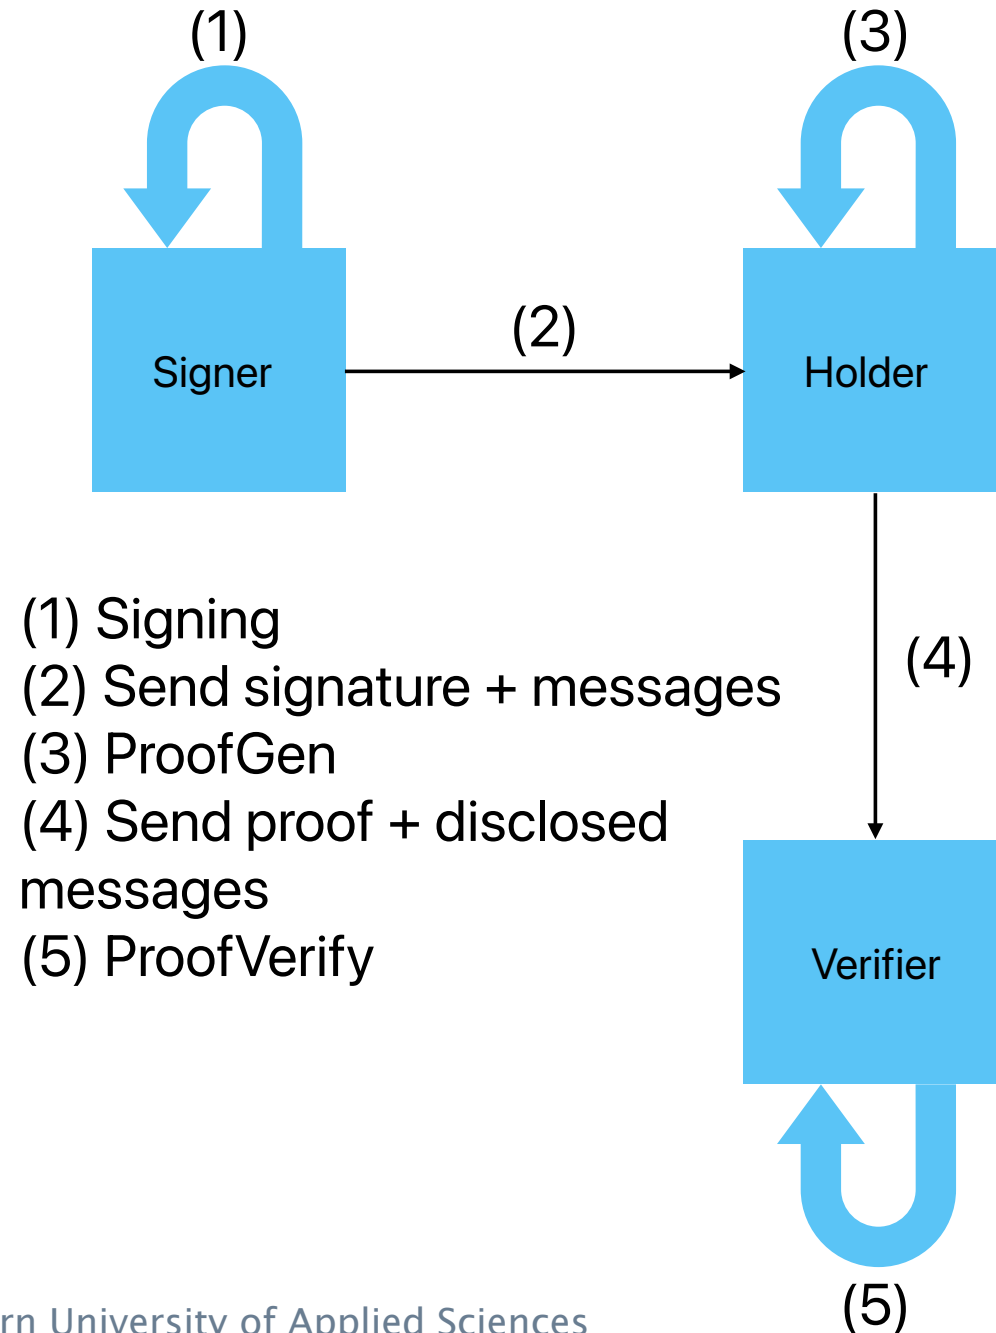 (1)
(3)
(2)
Signer
Holder
(1) Signing
(2) Send signature + messages
(3) ProofGen
(4) Send proof + disclosed
messages
(5) ProofVerify
(4)
Verifier
University of Applied Sciences
(5)